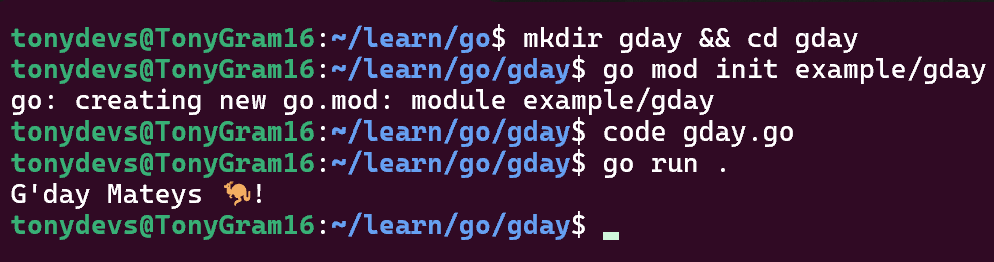 tonydevs@TonyGram16:~/learn/go$ mkdir gday && cd gday
tonydevs@TonyGram16:~/learn/go/gday$ go mod init example/gday
go: creating new go.mod: module example/gday
tonydevs@TonyGram16:~/learn/go/gday$ code gday.go
tonydevs@TonyGram16:~/learn/go/gday$ go run .
G'day Mateys 🦘!
tonydevs@TonyGram16:~/learn/go/gday$